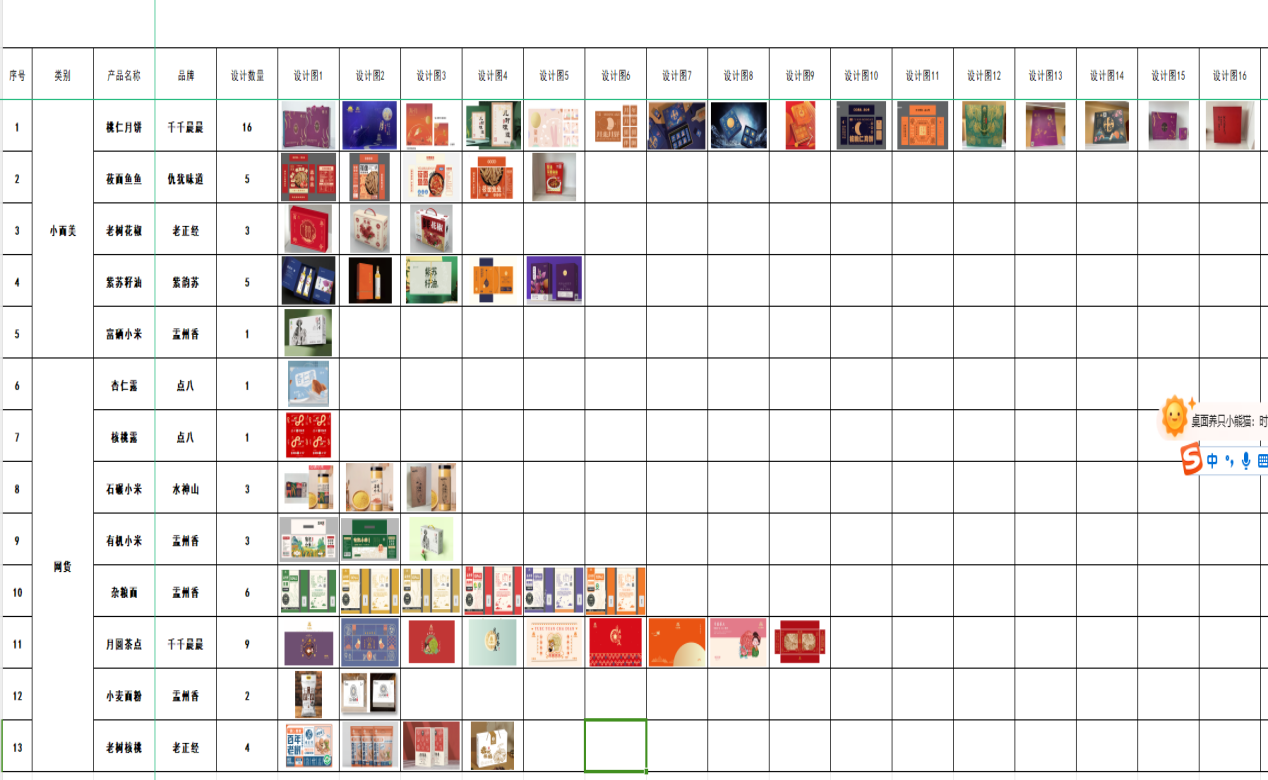 序号 类别 产品名称 品牌 设计数量 设计图1 设计图2 设计图3 设计图4 设计图5 设计图6 设计图7 设计图8 设计图9 设计图10 设计图11 设计图12 设计图13 设计图14 设计图15 设计图16
1 桃仁月饼 千千晨晨 16
2 莜面鱼鱼 仇犹味道 5
3 小而美 老树花椒 老正经 3
4 紫苏籽油 紫韵苏 5
紫苏
籽油
5 富硒小米 盂州香 1
6 杏仁露 点八 1
7 核桃露 点八 1
桌面养只小熊猫：时
中
8 石碾小米 水神山 3
9 有机小米 盂州香 3
网货
10 杂粮面 盂州香 6
11 月圆茶点 千千晨晨 9
12 小麦面粉 盂州香 2
13 老树核桃 老正经 4